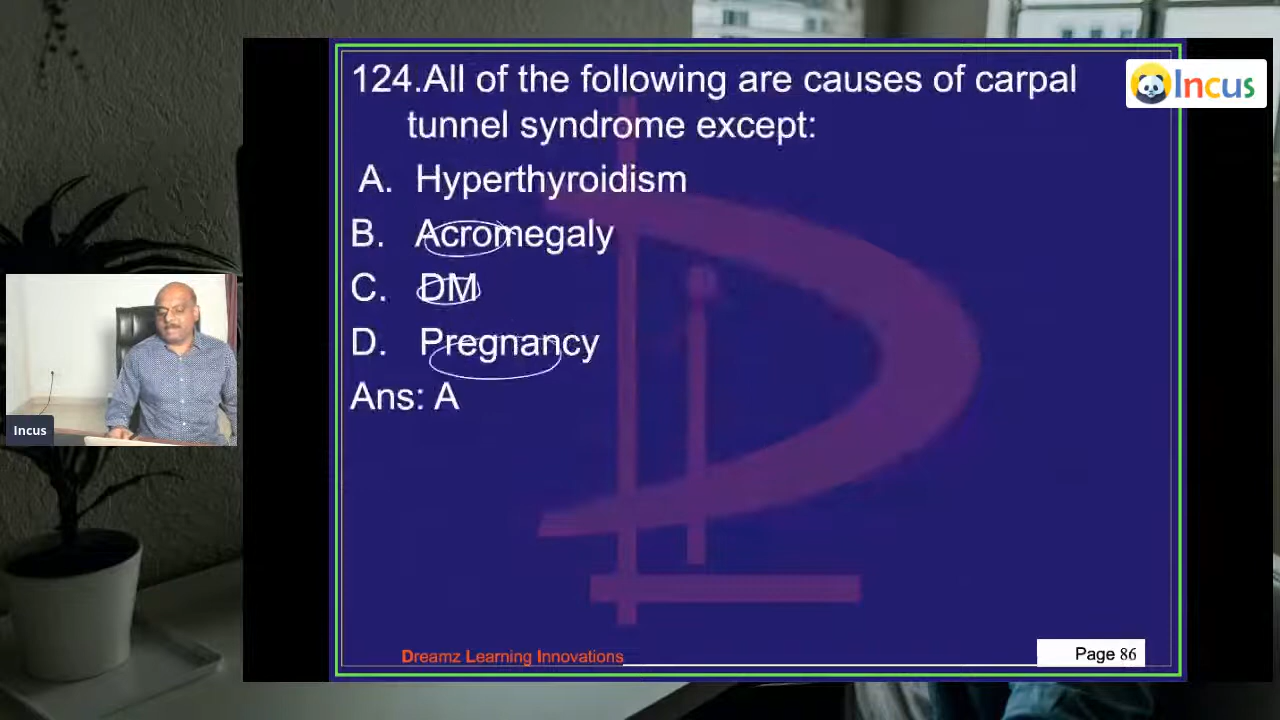 124.All of the following are causes of carpal
tunnel syndrome except:
A. Hyperthyroidism
B. Acromegaly
C. DM
D. Pregnancy
Ans: A
Incus
Incus
Dreamz Learning Innovations
Page 86